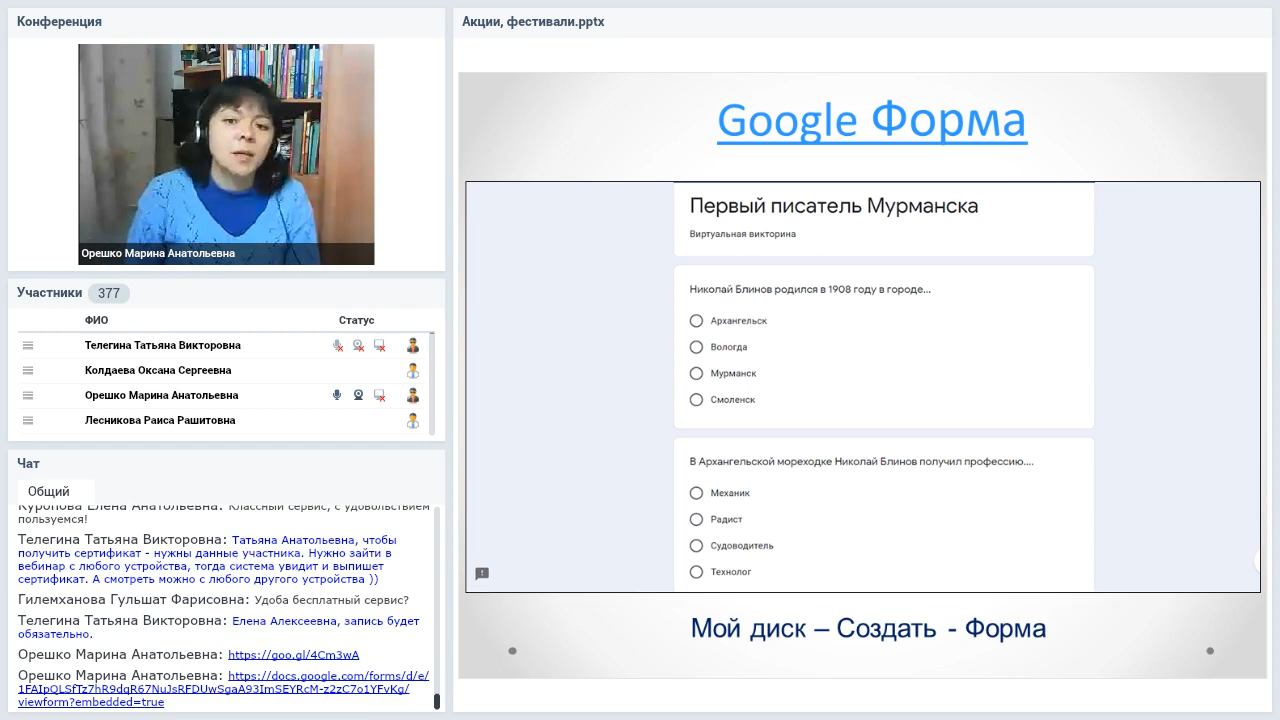 Конференция
Орешко Марина Анатольевна
Участники 377
ФИО Статус
Телегина Татьяна Викторовна
Колдаева Оксана Сергеевна
Орешко Марина Анатольевна
Лесникова Раиса Рашитовна
Чат
Общий
Куропова Елена Анатольевна: Классный сервис, с удовольствием
пользуемся!
Телегина Татьяна Викторовна: Татьяна Анатольевна, чтобы
получить сертификат - нужны данные участника. Нужно зайти в
вебинар с любого устройства, тогда система увидит и выпишет
сертификат. А смотреть можно с любого другого устройства ))
Гилемханова Гульшат Фарисовна: Удоба бесплатный сервис?
Телегина Татьяна Викторовна: Елена Алексеевна, запись будет
обязательно.
Орешко Марина Анатольевна: https://goo.gl/4Cm3wA
Орешко Марина Анатольевна: https://docs.google.com/forms/d/e/
1FAIpQLSfTz7hR9dqR67NuJsRFDUwSgaA93ImSEYRcM-z2zC7o1YFvKg/
viewform?embedded=true
Акции, фестивали.pptx
Google Форма
Первый писатель Мурманска
Виртуальная викторина
Николай Блинов родился в 1908 году в городе...
Архангельск
Вологда
Мурманск
Смоленск
В Архангельской мореходке Николай Блинов получил профессию....
Механик
Радист
Судоводитель
Технолог
Мой диск – Создать - Форма